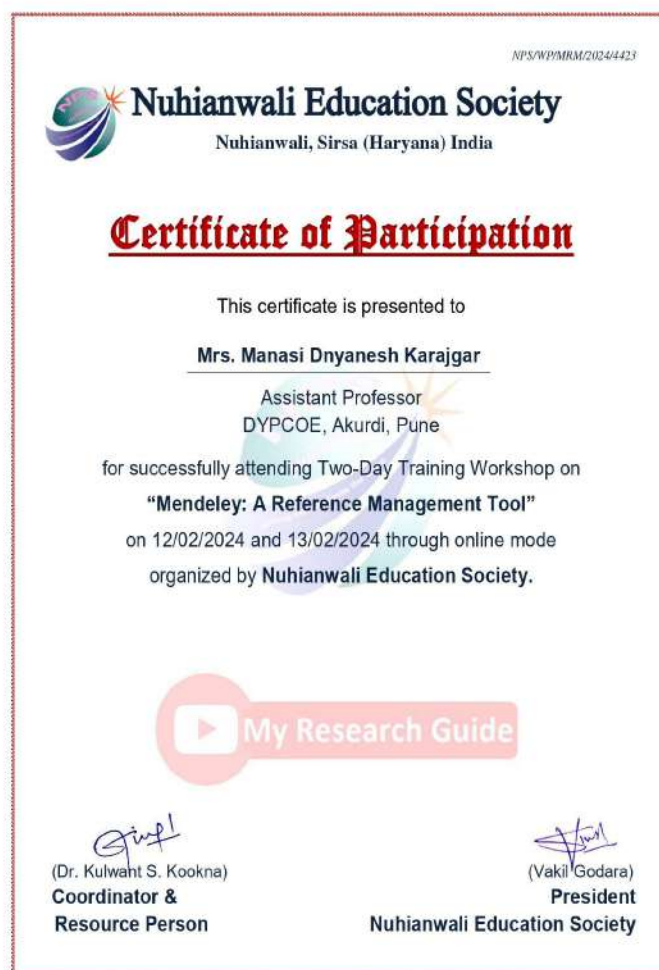 NPS/WP/MRM/2024/4423
NPS
Nuhianwali Education Society
Nuhianwali, Sirsa (Haryana) India
Certificate of Participation
This certificate is presented to
Mrs. Manasi Dnyanesh Karajgar
Assistant Professor
DYPCOE, Akurdi, Pune
for successfully attending Two-Day Training Workshop on
“Mendeley: A Reference Management Tool”
on 12/02/2024 and 13/02/2024 through online mode
organized by Nuhianwali Education Society.
My Research Guide
(Dr. Kulwant S. Kookna) (Vakil Godara)
Coordinator & President
Resource Person Nuhianwali Education Society